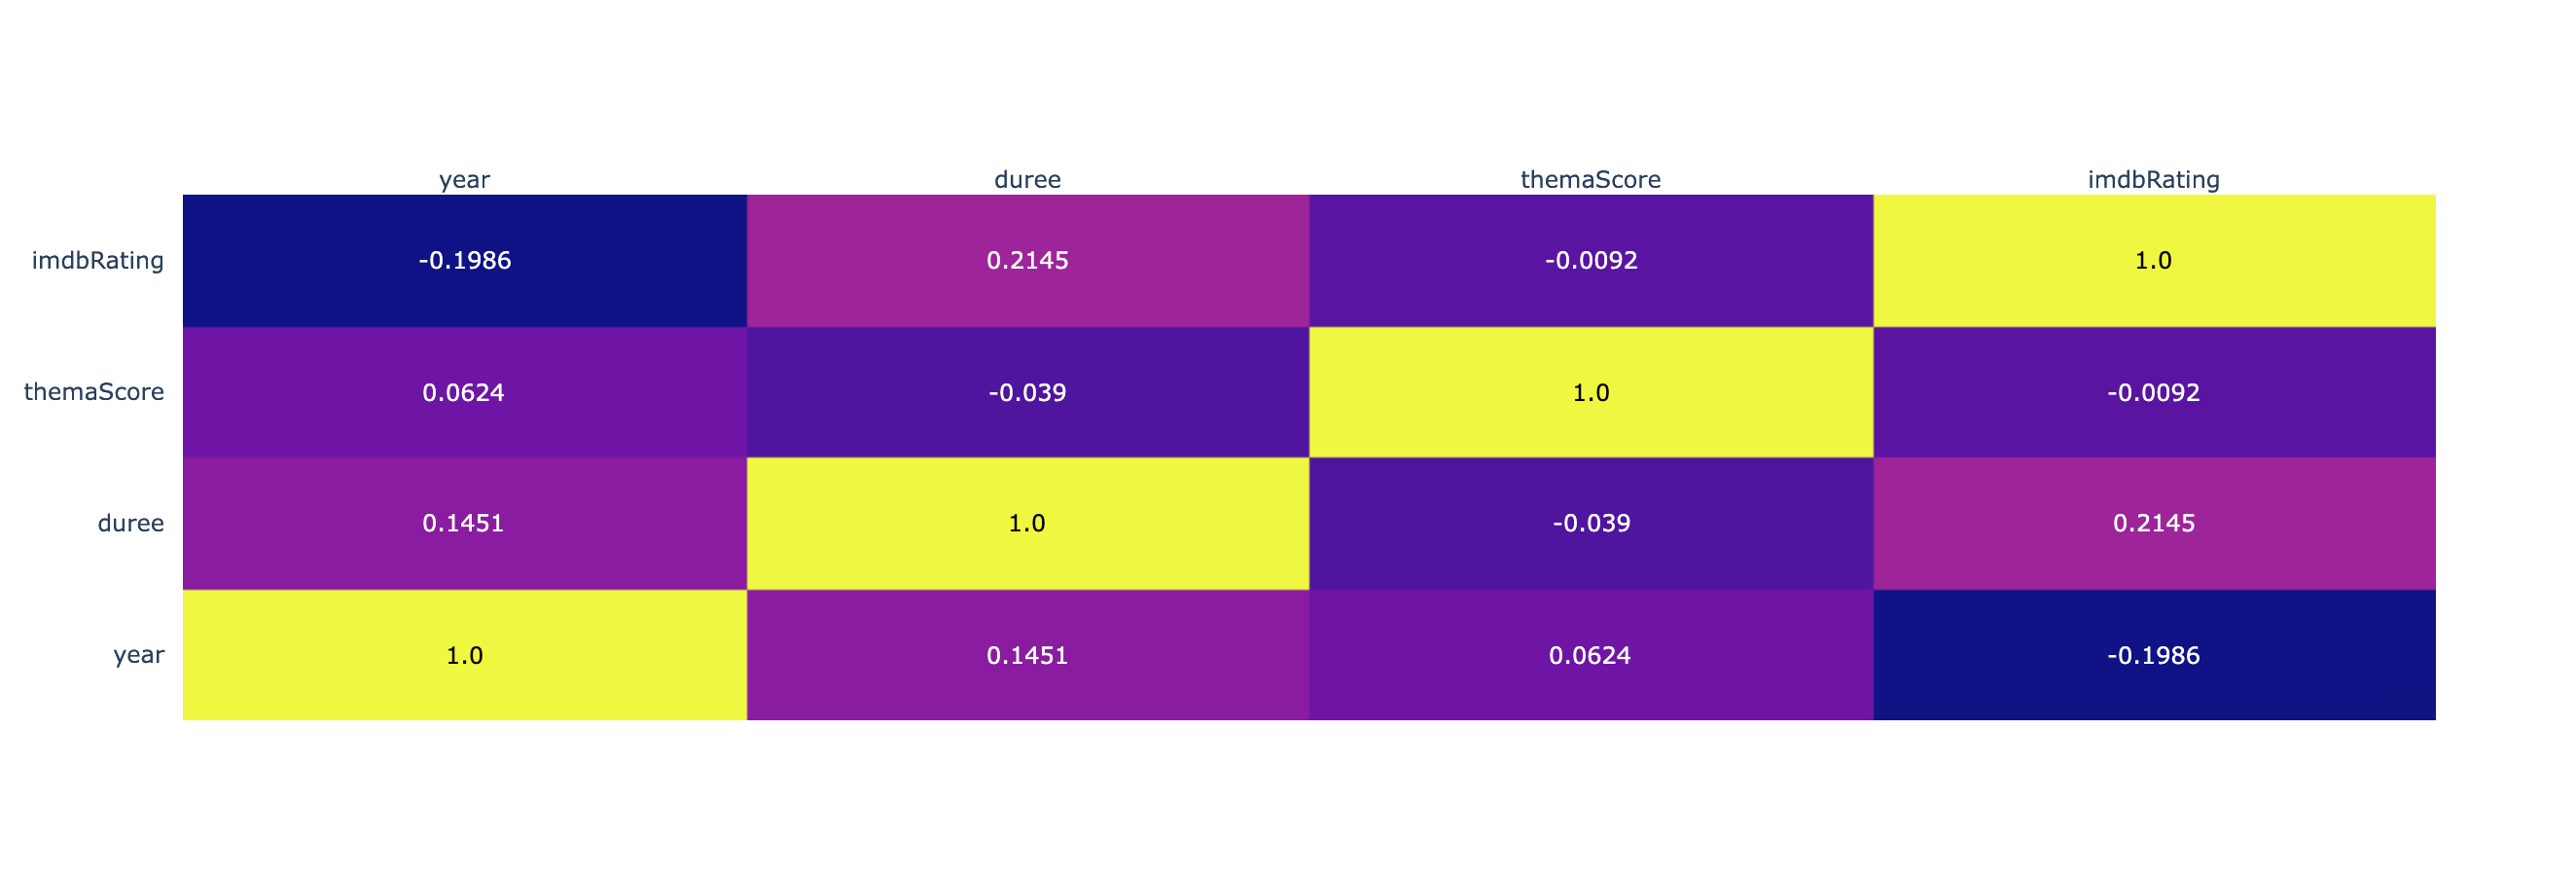 year duree themaScore imdbRating
imdbRating -0.1986 0.2145 -0.0092 1.0
themaScore 0.0624 -0.039 1.0 -0.0092
duree 0.1451 1.0 -0.039 0.2145
year 1.0 0.1451 0.0624 -0.1986